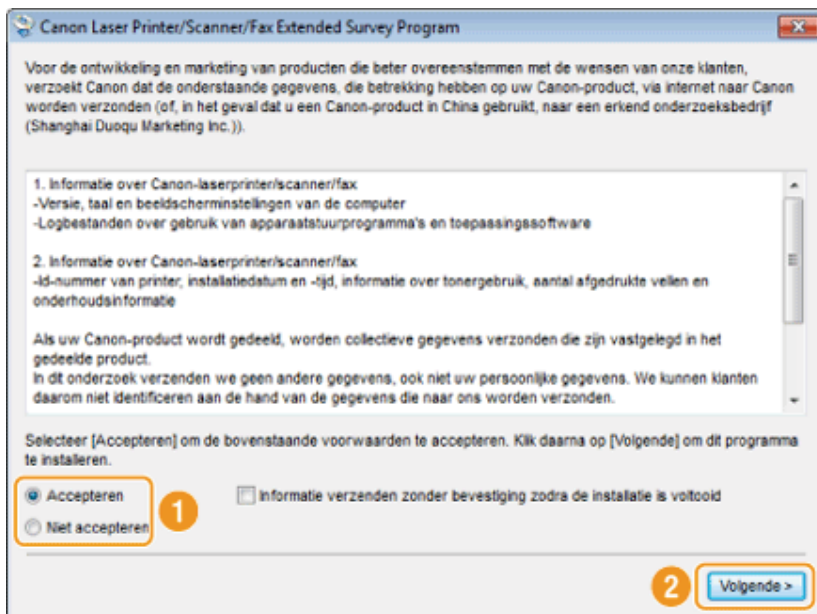 Canon Laser Printer/Scanner/Fax Extended Survey Program
Voor de ontwikkeling en marketing van producten die beter overeenstemmen met de wensen van onze klanten,
verzoekt Canon dat de onderstaande gegevens, die betrekking hebben op uw Canon-product, via internet naar Canon
worden verzonden (of, in het geval dat u een Canon-product in China gebruikt, naar een erkend onderzoeksbedrijf
(Shanghai Duoqu Marketing Inc.)).
1. Informatie over Canon-laserprinter/scanner/fax
-Versie, taal en beeldscherminstellingen van de computer
-Logbestanden over gebruik van apparaatstuurprogramma's en toepassingssoftware
2. Informatie over Canon-laserprinter/scanner/fax
-Id-nummer van printer, installatiedatum en -tijd, informatie over tonergebruik, aantal afgedrukte vellen en
onderhoudsinformatie
Als uw Canon-product wordt gedeeld, worden collectieve gegevens verzonden die zijn vastgelegd in het
gedeelde product.
In dit onderzoek verzenden we geen andere gegevens, ook niet uw persoonlijke gegevens. We kunnen klanten
daarom niet identificeren aan de hand van de gegevens die naar ons worden verzonden.
Selecteer [Accepteren] om de bovenstaande voorwaarden te accepteren. Klik daarna op [Volgende] om dit programma
te installeren.
Accepteren
Niet accepteren
1
Informatie verzenden zonder bevestiging zodra de installatie is voltooid
2
Volgende >